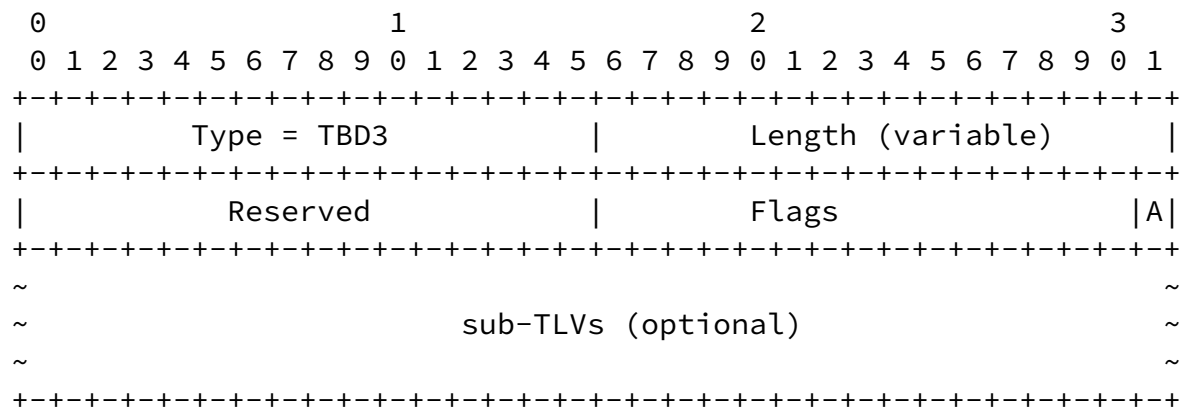 0                   1                   2                   3
 0 1 2 3 4 5 6 7 8 9 0 1 2 3 4 5 6 7 8 9 0 1 2 3 4 5 6 7 8 9 0 1
+-+-+-+-+-+-+-+-+-+-+-+-+-+-+-+-+-+-+-+-+-+-+-+-+-+-+-+-+-+-+-+-+
|         Type = TBD3           |        Length (variable)      |
+-+-+-+-+-+-+-+-+-+-+-+-+-+-+-+-+-+-+-+-+-+-+-+-+-+-+-+-+-+-+-+-+
|           Reserved            |        Flags                |A|
+-+-+-+-+-+-+-+-+-+-+-+-+-+-+-+-+-+-+-+-+-+-+-+-+-+-+-+-+-+-+-+-+
~                                                               ~
~                        sub-TLVs (optional)                    ~
~                                                               ~
+-+-+-+-+-+-+-+-+-+-+-+-+-+-+-+-+-+-+-+-+-+-+-+-+-+-+-+-+-+-+-+-+